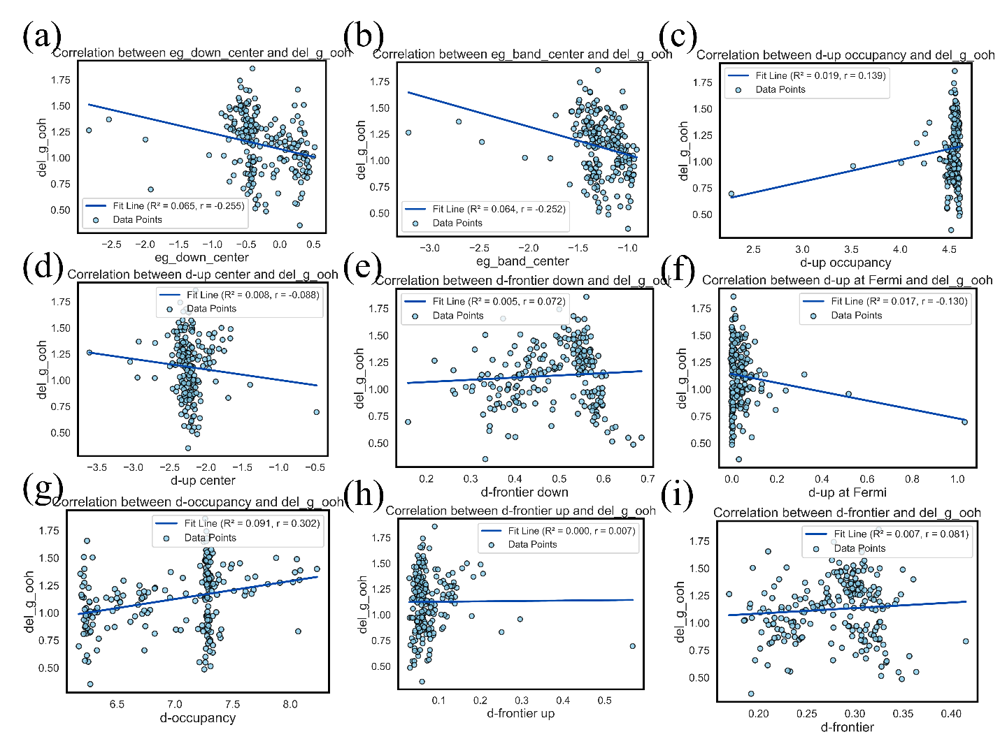 (a)
Correlation between eg_down_center and del_g_ooh
del_g_ooh
1.75
1.50
1.25
1.00
0.75
0.50
Fit Line (R² = 0.065, r = -0.255)
Data Points
−2.5
−2.0
−1.5
−1.0
−0.5
0.0
0.5
eg_down_center
(b)
Correlation between eg_band_center and del_g_ooh
del_g_ooh
1.75
1.50
1.25
1.00
0.75
0.50
Fit Line (R² = 0.064, r = -0.252)
Data Points
−3.0
−2.5
−2.0
−1.5
−1.0
eg_band_center
(c)
Correlation between d-up occupancy and del_g_ooh
del_g_ooh
1.75
1.50
1.25
1.00
0.75
0.50
Fit Line (R² = 0.019, r = 0.139)
Data Points
2.5
3.0
3.5
4.0
4.5
d-up occupancy
(d)
Correlation between d-up center and del_g_ooh
del_g_ooh
1.75
1.50
1.25
1.00
0.75
0.50
Fit Line (R² = 0.008, r = -0.088)
Data Points
−3.5
−3.0
−2.5
−2.0
−1.5
−1.0
−0.5
d-up center
(e)
Correlation between d-frontier down and del_g_ooh
del_g_ooh
1.75
1.50
1.25
1.00
0.75
0.50
Fit Line (R² = 0.005, r = 0.072)
Data Points
0.2
0.3
0.4
0.5
0.6
0.7
d-frontier down
(f)
Correlation between d-up at Fermi and del_g_ooh
del_g_ooh
1.75
1.50
1.25
1.00
0.75
0.50
Fit Line (R² = 0.017, r = -0.130)
Data Points
0.0
0.2
0.4
0.6
0.8
1.0
d-up at Fermi
(g)
Correlation between d-occupancy and del_g_ooh
del_g_ooh
1.75
1.50
1.25
1.00
0.75
0.50
Fit Line (R² = 0.091, r = 0.302)
Data Points
6.5
7.0
7.5
8.0
d-occupancy
(h)
Correlation between d-frontier up and del_g_ooh
del_g_ooh
1.75
1.50
1.25
1.00
0.75
0.50
Fit Line (R² = 0.000, r = 0.007)
Data Points
0.1
0.2
0.3
0.4
0.5
d-frontier up
(i)
Correlation between d-frontier and del_g_ooh
del_g_ooh
1.75
1.50
1.25
1.00
0.75
0.50
Fit Line (R² = 0.007, r = 0.081)
Data Points
0.20
0.25
0.30
0.35
0.40
d-frontier